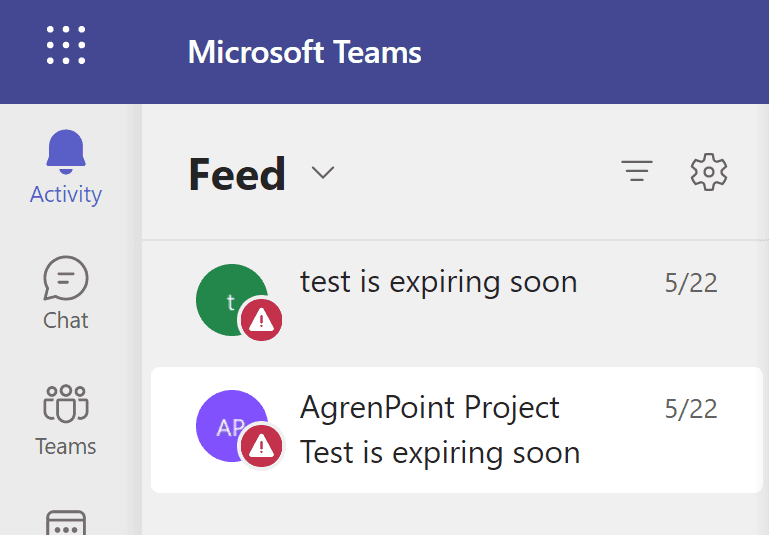 Microsoft Teams
Activity
Feed
t
test is expiring soon
5/22
Chat
AP
AgrenPoint Project
5/22
Test is expiring soon
Teams